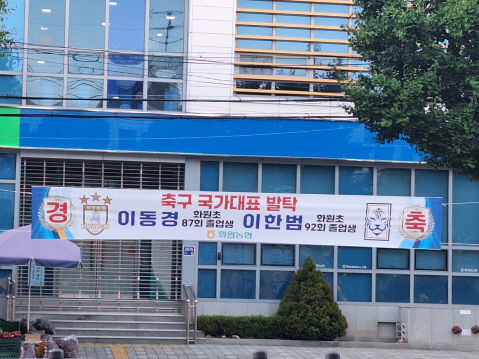 경
축구 국가대표 발탁
이동경 화원초 87회 졸업생 이한범 화원초 92회 졸업생
화원농협
축